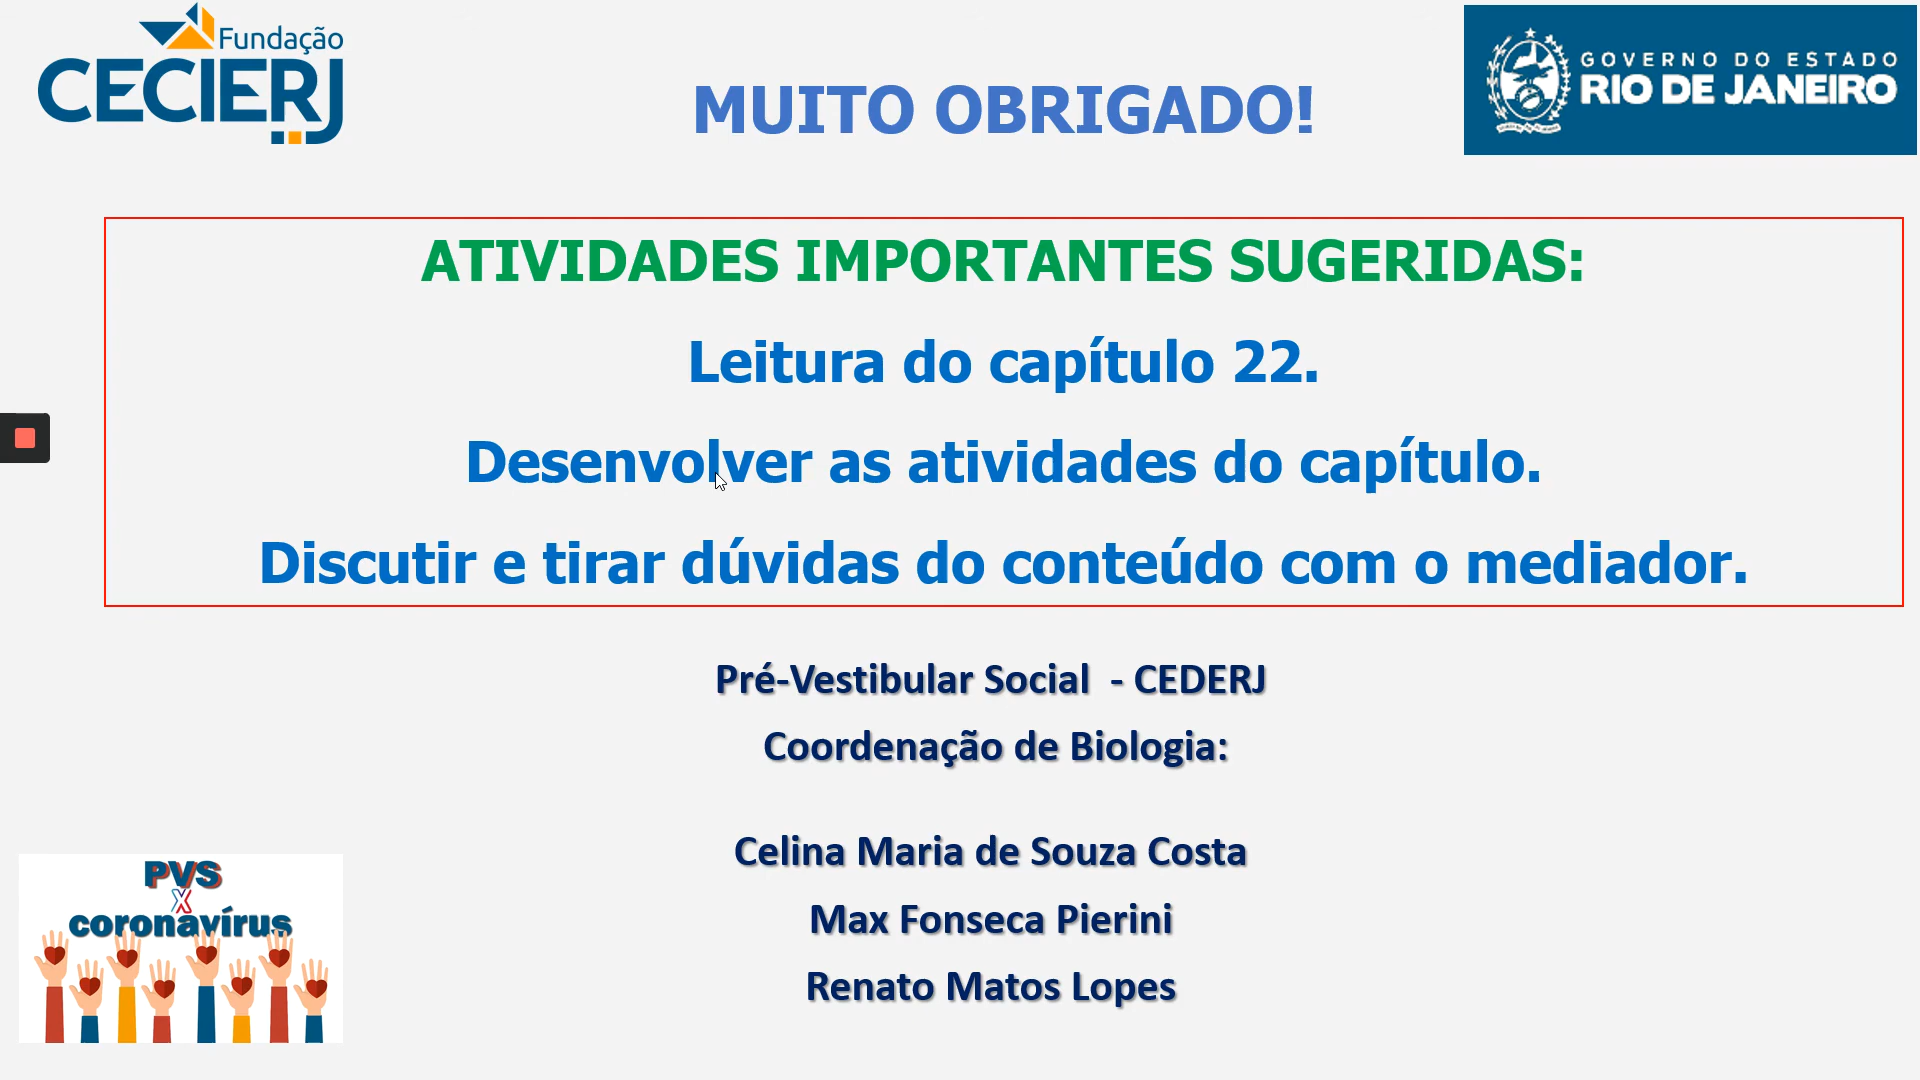 Fundação
CECIERJ
MUITO OBRIGADO!
GOVERNO DO ESTADO
RIO DE JANEIRO
ATIVIDADES IMPORTANTES SUGERIDAS:
Leitura do capítulo 22.
Desenvolver as atividades do capítulo.
Discutir e tirar dúvidas do conteúdo com o mediador.
Pré-Vestibular Social - CEDERJ
Coordenação de Biologia:
Celina Maria de Souza Costa
Max Fonseca Pierini
Renato Matos Lopes
PVS
X
coronavírus